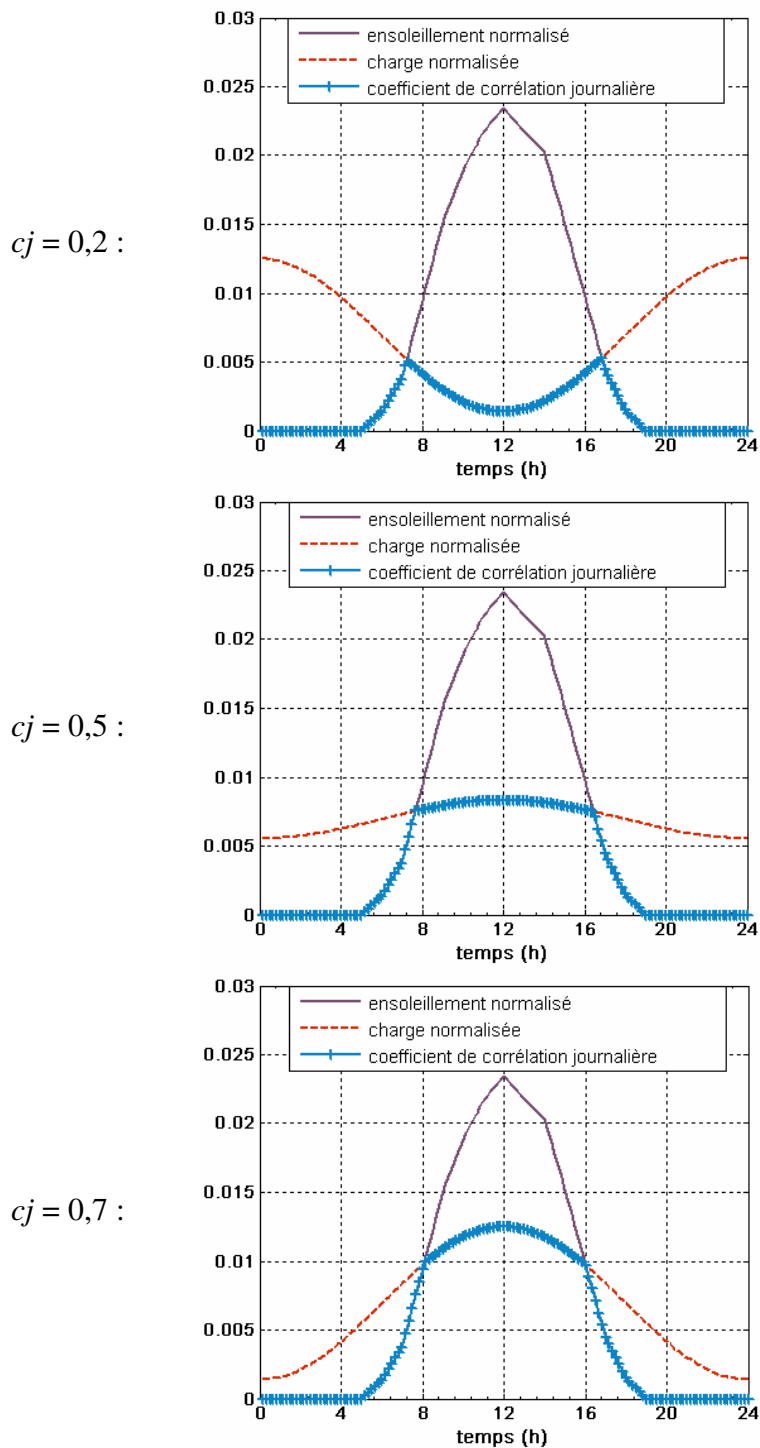 cj = 0,2 :
0.03
0.025
0.02
0.015
0.01
0.005
0
ensoleillement normalisé
charge normalisée
coefficient de corrélation journalière
0 4 8 12 16 20 24
temps (h)
cj = 0,5 :
0.03
0.025
0.02
0.015
0.01
0.005
0
ensoleillement normalisé
charge normalisée
coefficient de corrélation journalière
0 4 8 12 16 20 24
temps (h)
cj = 0,7 :
0.03
0.025
0.02
0.015
0.01
0.005
0
ensoleillement normalisé
charge normalisée
coefficient de corrélation journalière
0 4 8 12 16 20 24
temps (h)